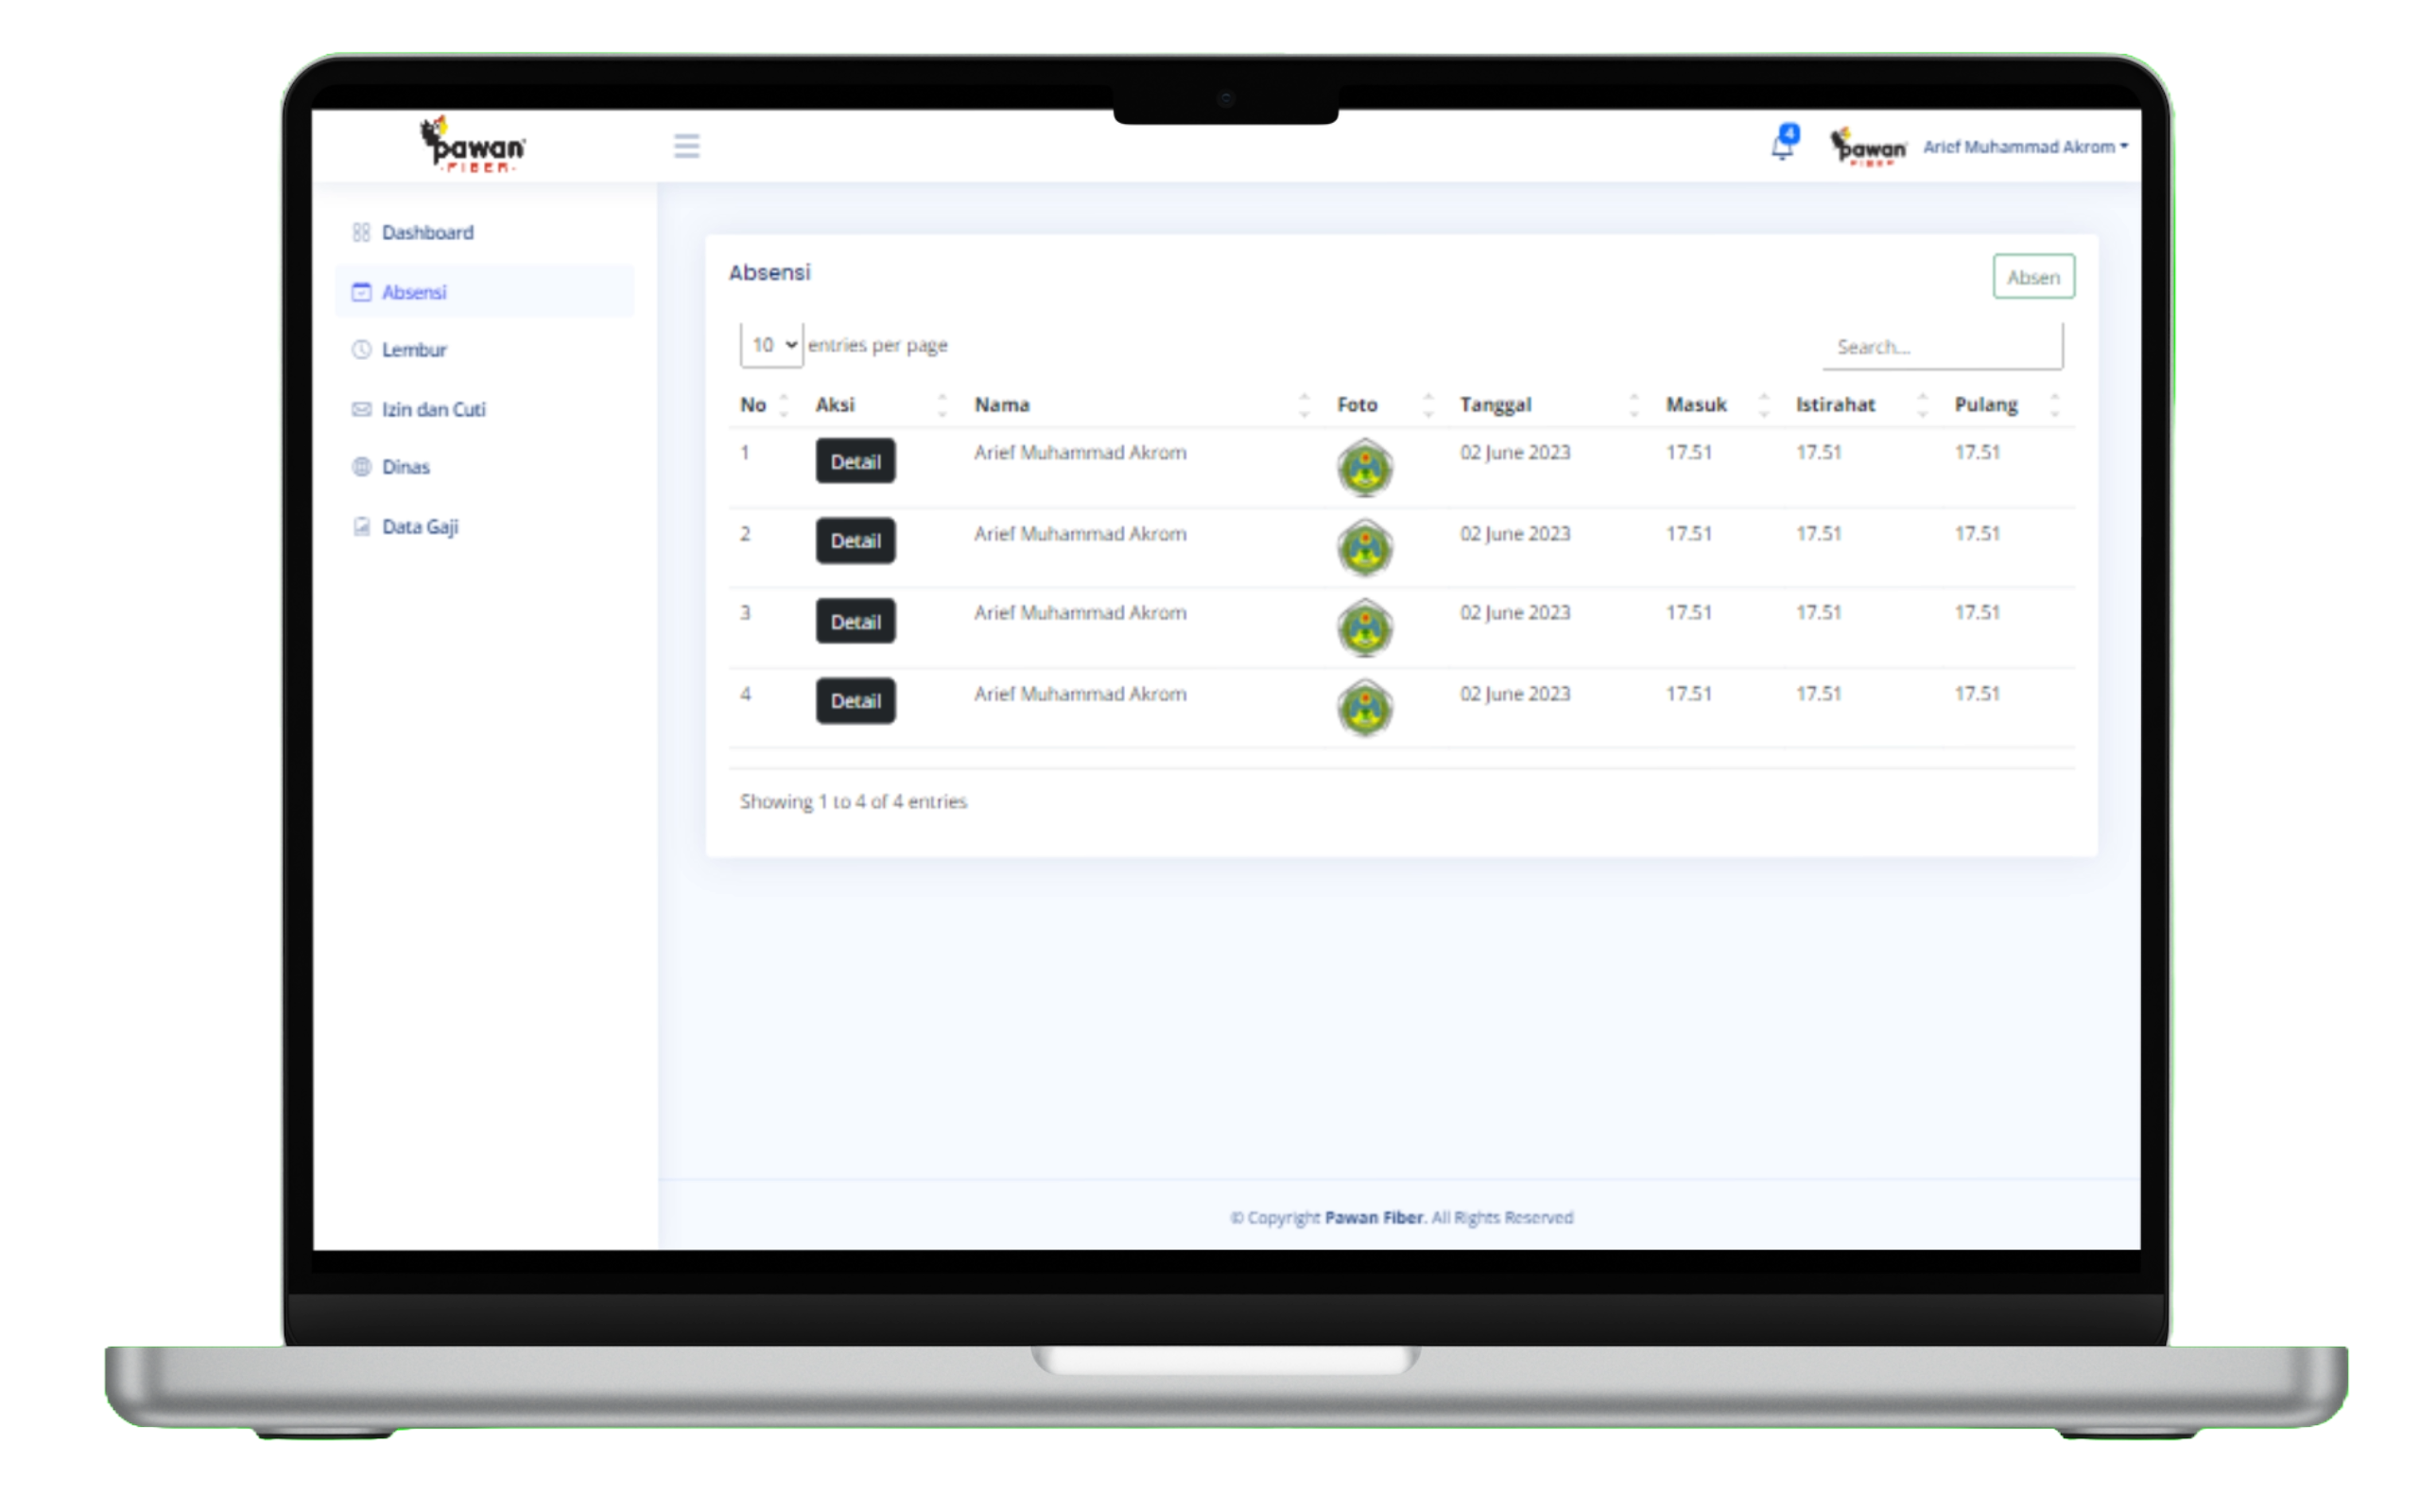 pawan
FIBER
4
pawan
FIBER
Arief Muhammad Akrom
Dashboard
Absensi
Lembur
Izin dan Cuti
Dinas
Data Gaji
Absensi
Absen
10 entries per page
Search...
No Aksi Nama Foto Tanggal Masuk Istirahat Pulang
1 Detail Arief Muhammad Akrom 02 June 2023 17.51 17.51 17.51
2 Detail Arief Muhammad Akrom 02 June 2023 17.51 17.51 17.51
3 Detail Arief Muhammad Akrom 02 June 2023 17.51 17.51 17.51
4 Detail Arief Muhammad Akrom 02 June 2023 17.51 17.51 17.51
Showing 1 to 4 of 4 entries
© Copyright Pawan Fiber. All Rights Reserved